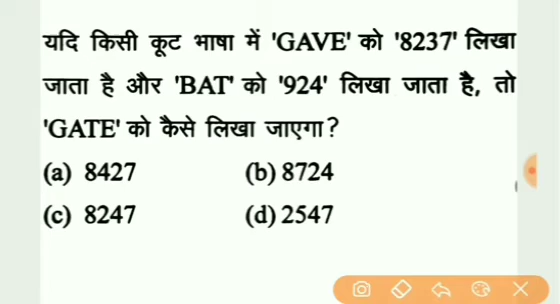 यदि किसी कूट भाषा में 'GAVE' को '8237' लिखा
जाता है और 'BAT' को '924' लिखा जाता है, तो
'GATE' को कैसे लिखा जाएगा?
(a) 8427 (b) 8724
(c) 8247 (d) 2547